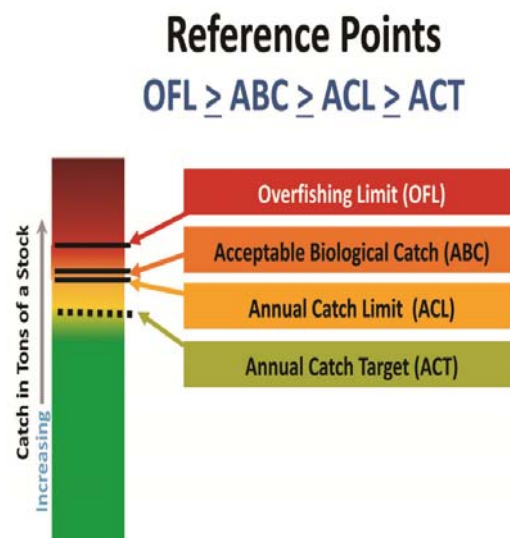 Reference Points
OFL ≥ ABC ≥ ACL ≥ ACT
Catch in Tons of a Stock
Increasing
Overfishing Limit (OFL)
Acceptable Biological Catch (ABC)
Annual Catch Limit (ACL)
Annual Catch Target (ACT)